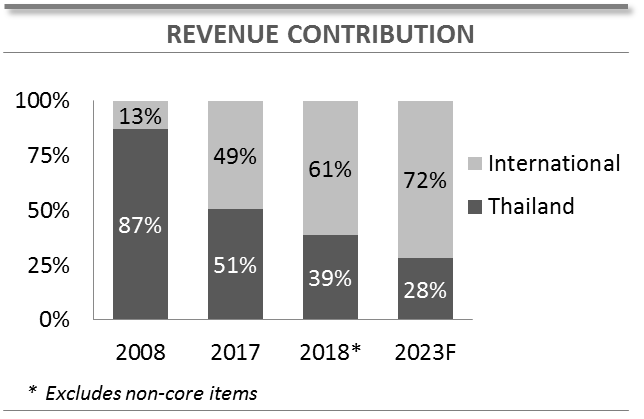 REVENUE CONTRIBUTION
100%
75%
50%
25%
0%
13%
49%
61%
72%
87%
51%
39%
28%
International
Thailand
2008 2017 2018* 2023F
* Excludes non-core items